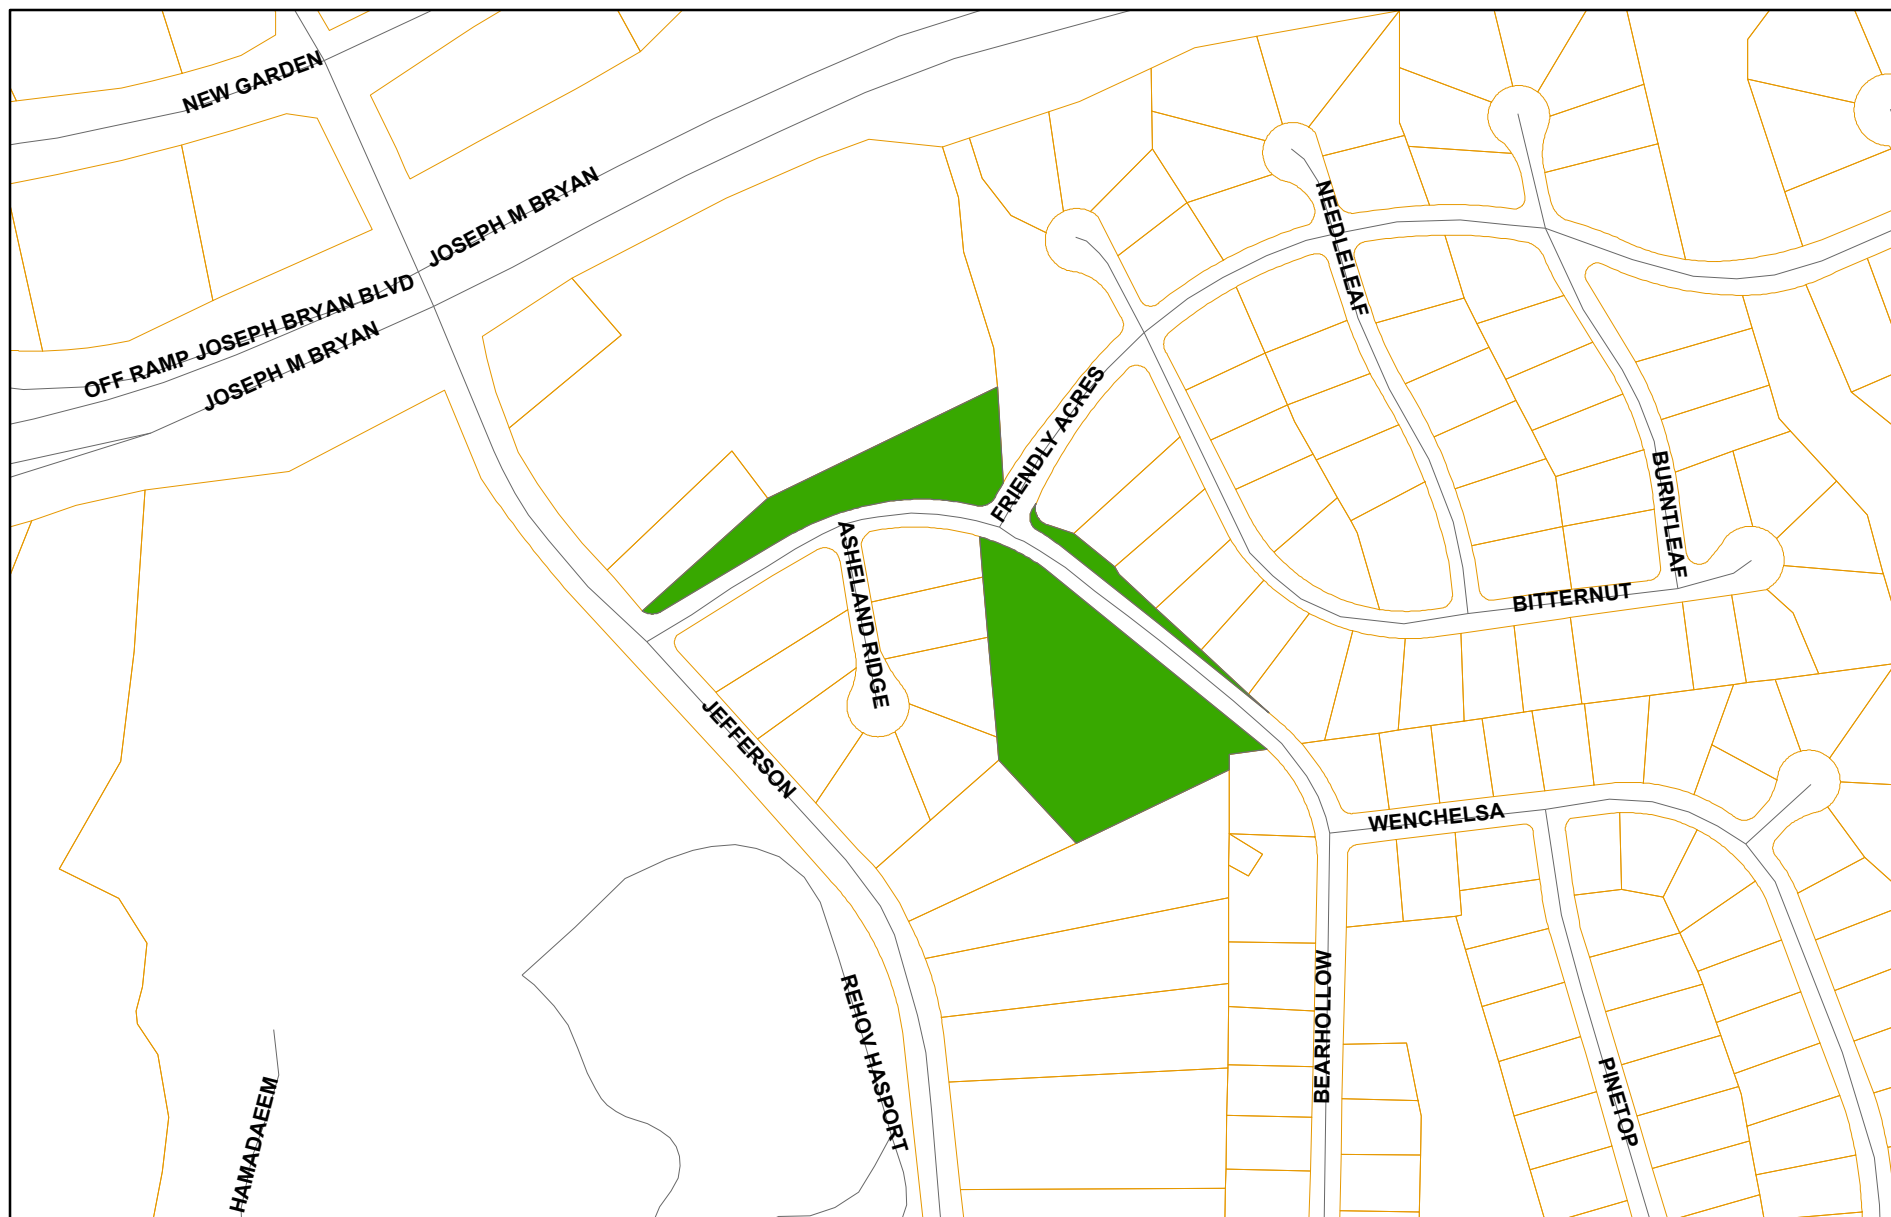 NEW GARDEN
JOSEPH M BRYAN
OFF RAMP JOSEPH BRYAN BLVD
JOSEPH M BRYAN
NEEDLELEAF
FRIENDLY ACRES
BURNTLEAF
ASHELAND RIDGE
BITTERNUT
JEFFERSON
WENCHELSA
BEARHOLLOW
REHOV HASPORT
PINETOP
HAMADAEEM